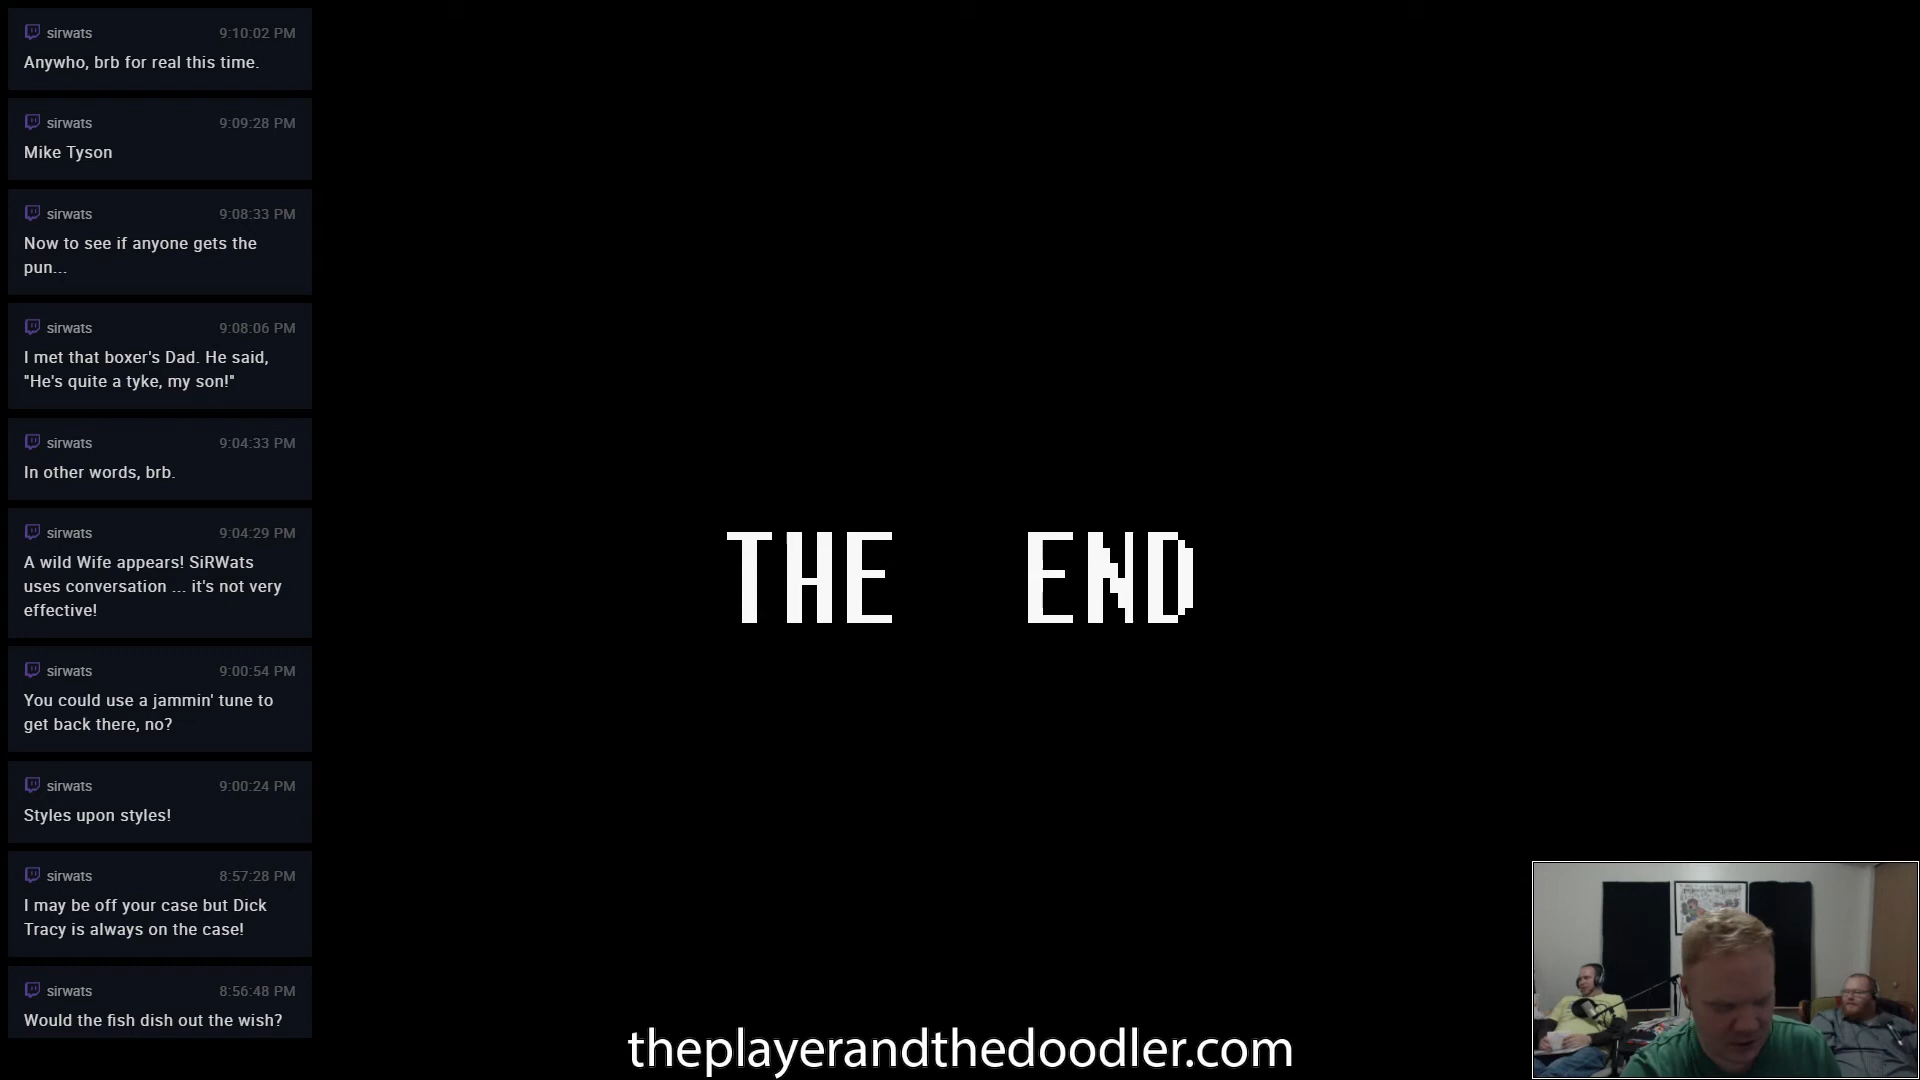 sirwats 9:10:02 PM
Anywho, brb for real this time.
sirwats 9:09:28 PM
Mike Tyson
sirwats 9:08:33 PM
Now to see if anyone gets the
pun...
sirwats 9:08:06 PM
I met that boxer's Dad. He said,
"He's quite a tyke, my son!"
sirwats 9:04:33 PM
In other words, brb.
sirwats 9:04:29 PM
A wild Wife appears! SiRWats
uses conversation ... it's not very
effective!
sirwats 9:00:54 PM
You could use a jammin' tune to
get back there, no?
sirwats 9:00:24 PM
Styles upon styles!
sirwats 8:57:28 PM
I may be off your case but Dick
Tracy is always on the case!
sirwats 8:56:48 PM
Would the fish dish out the wish?
THE END
theplayerandthedoodler.com